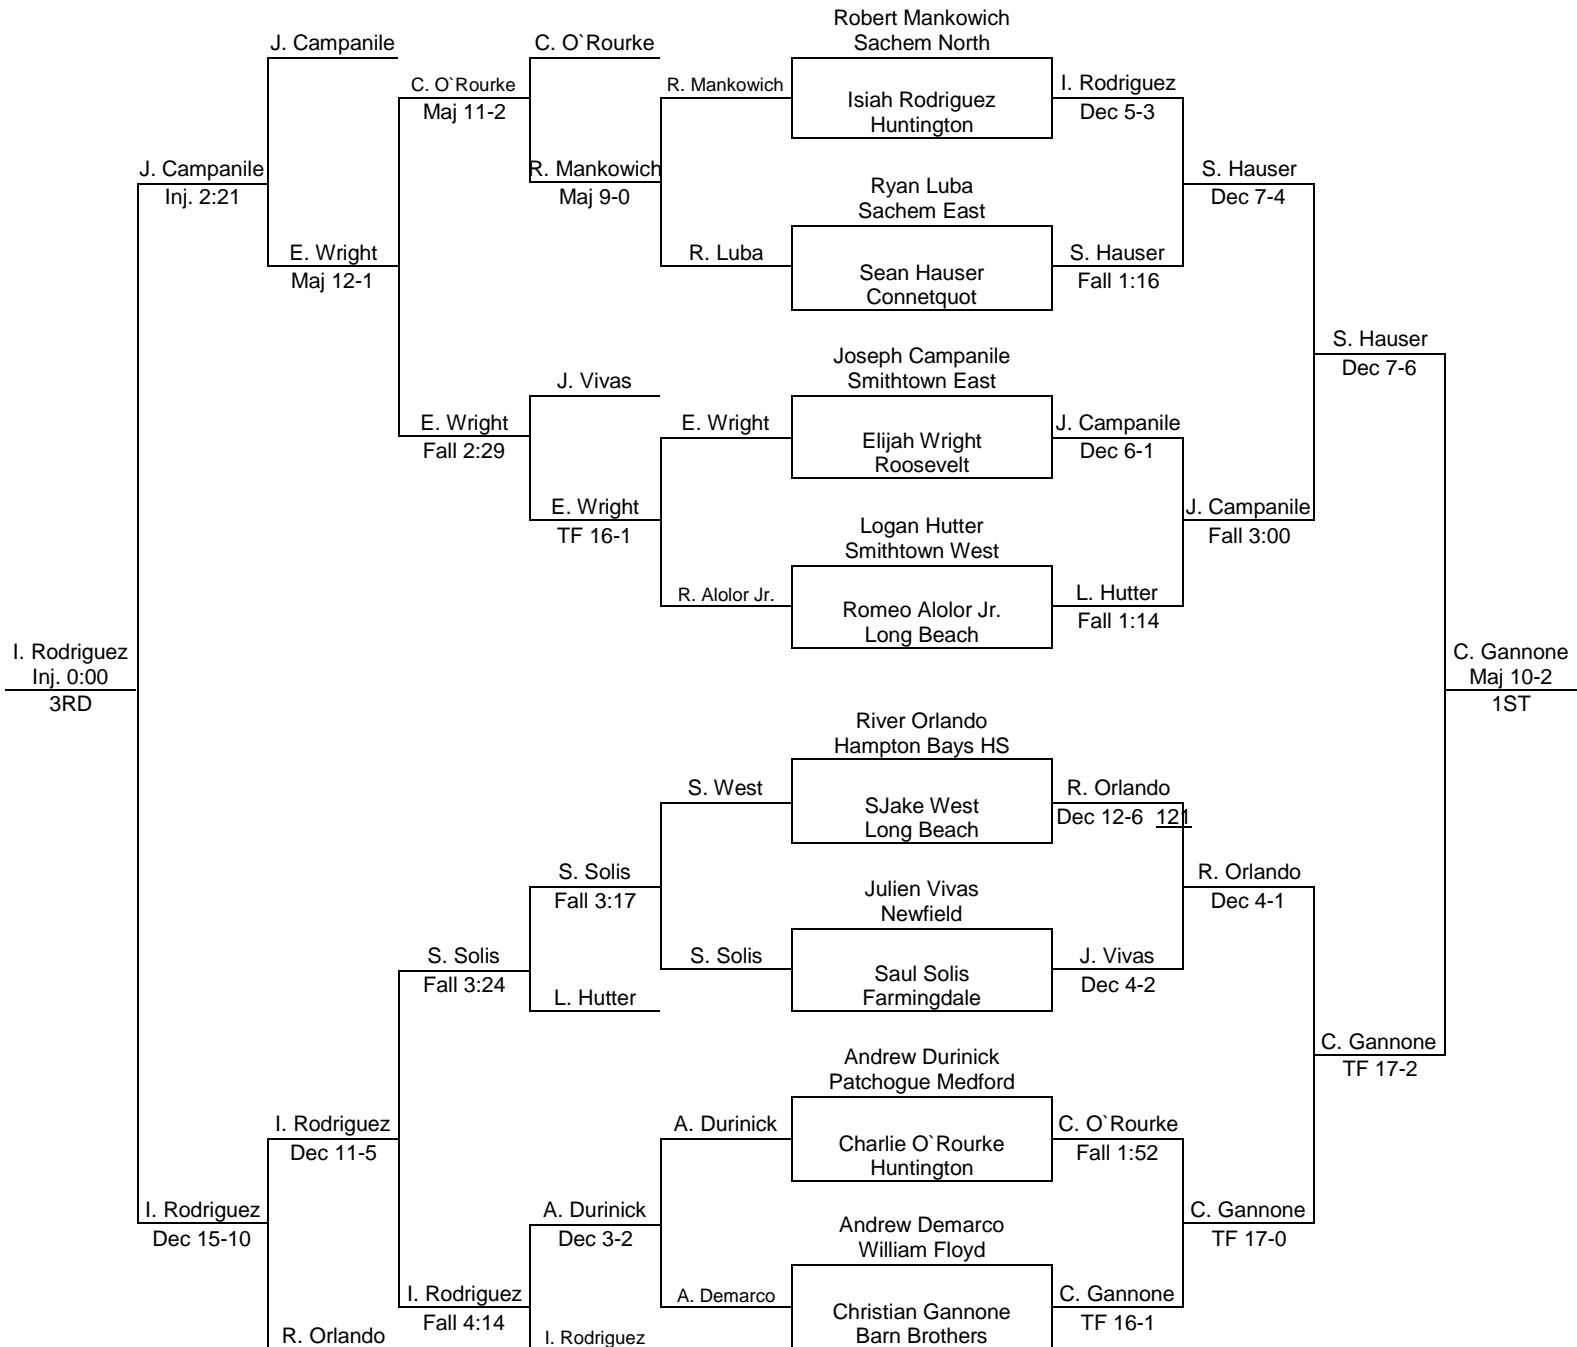 Robert Mankowich
Sachem North
J. Campanile
C. O`Rourke
C. O`Rourke
Maj 11-2
R. Mankowich
Isiah Rodriguez
Huntington
I. Rodriguez
Dec 5-3
J. Campanile
Inj. 2:21
R. Mankowich
Maj 9-0
Ryan Luba
Sachem East
S. Hauser
Dec 7-4
E. Wright
Maj 12-1
R. Luba
Sean Hauser
Connetquot
S. Hauser
Fall 1:16
S. Hauser
Dec 7-6
Joseph Campanile
Smithtown East
J. Vivas
E. Wright
Fall 2:29
E. Wright
Elijah Wright
Roosevelt
J. Campanile
Dec 6-1
E. Wright
TF 16-1
Logan Hutter
Smithtown West
J. Campanile
Fall 3:00
R. Alolor Jr.
Romeo Alolor Jr.
Long Beach
L. Hutter
Fall 1:14
I. Rodriguez
Inj. 0:00
3RD
C. Gannone
Maj 10-2
1ST
River Orlando
Hampton Bays HS
S. West
SJake West
Long Beach
R. Orlando
Dec 12-6 121
S. Solis
Fall 3:17
Julien Vivas
Newfield
R. Orlando
Dec 4-1
S. Solis
Fall 3:24
S. Solis
Saul Solis
Farmingdale
J. Vivas
Dec 4-2
L. Hutter
C. Gannone
TF 17-2
Andrew Durinick
Patchogue Medford
I. Rodriguez
Dec 11-5
A. Durinick
Charlie O`Rourke
Huntington
C. O`Rourke
Fall 1:52
I. Rodriguez
Dec 15-10
A. Durinick
Dec 3-2
Andrew Demarco
William Floyd
C. Gannone
TF 17-0
I. Rodriguez
Fall 4:14
A. Demarco
Christian Gannone
Barn Brothers
C. Gannone
TF 16-1
R. Orlando
I. Rodriguez